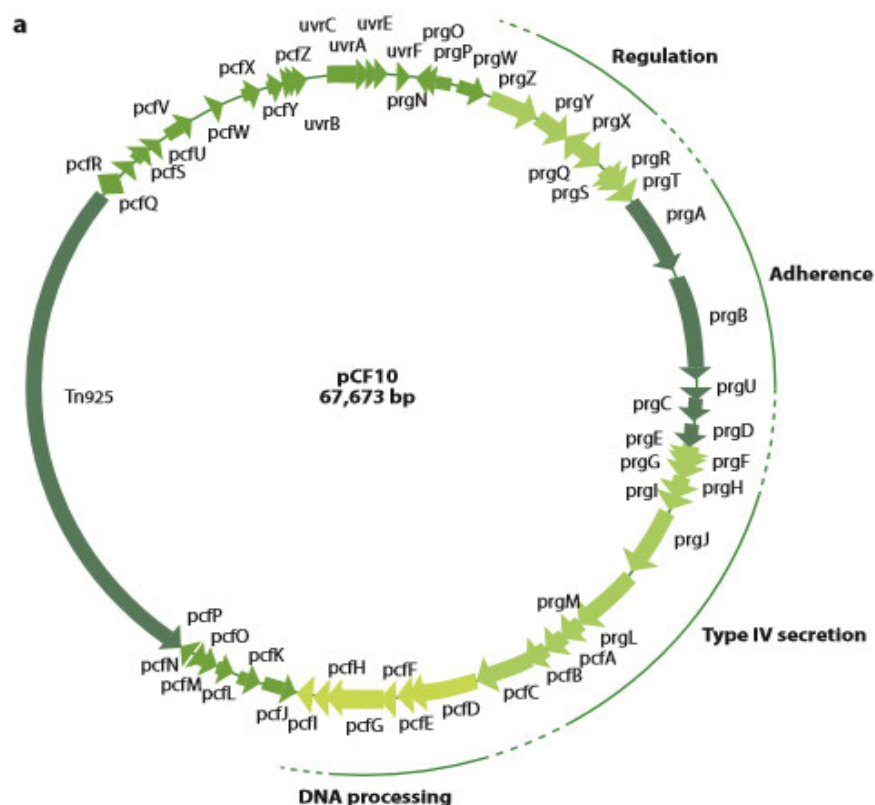 a
uvrC
uvrE
uvrA
uvrF
prgO
prgP
prgW
prgZ
prgN
uvrB
pcfZ
pcfX
pcfY
pcfV
pcfW
pcfU
pcfS
pcfR
pcfQ
Regulation
prgY
prgX
prgQ
prgS
prgR
prgT
prgA
Adherence
prgB
pCF10
67,673 bp
Tn925
prgU
prgC
prgD
prgE
prgF
prgG
prgH
prgI
prgJ
Type IV secretion
prgM
prgL
pcfA
pcfB
pcfC
pcfD
pcfE
pcfF
pcfG
pcfH
pcfI
pcfJ
pcfK
pcfL
pcfM
pcfN
pcfO
pcfP
DNA processing